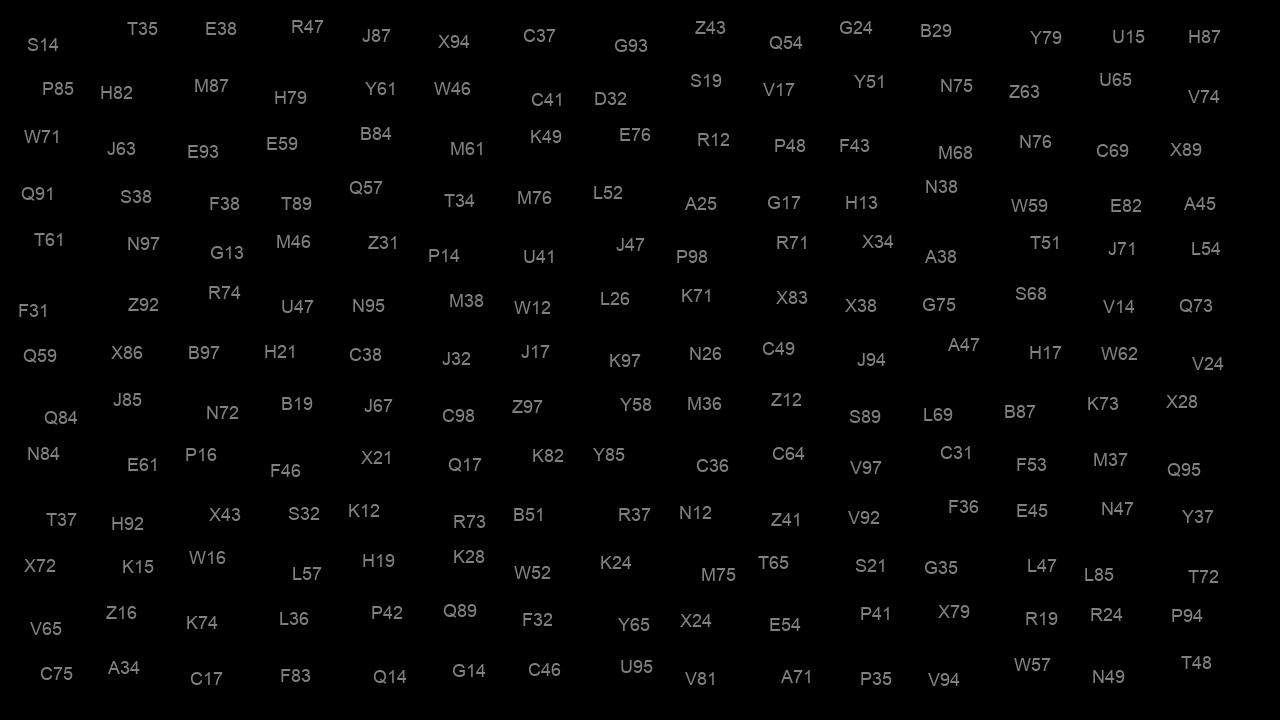 S14 T35 E38 R47 J87 X94 C37 G93 Z43 Q54 G24 B29 Y79 U15 H87
P85 H82 M87 H79 Y61 W46 C41 D32 S19 V17 Y51 N75 Z63 U65 V74
W71 J63 E93 E59 B84 M61 K49 E76 R12 P48 F43 M68 N76 C69 X89
Q91 S38 F38 T89 Q57 T34 M76 L52 A25 G17 H13 N38 W59 E82 A45
T61 N97 G13 M46 Z31 P14 U41 J47 P98 R71 X34 A38 T51 J71 L54
F31 Z92 R74 U47 N95 M38 W12 L26 K71 X83 X38 G75 S68 V14 Q73
Q59 X86 B97 H21 C38 J32 J17 K97 N26 C49 J94 A47 H17 W62 V24
Q84 J85 N72 B19 J67 C98 Z97 Y58 M36 Z12 S89 L69 B87 K73 X28
N84 E61 P16 F46 X21 Q17 K82 Y85 C36 C64 V97 C31 F53 M37 Q95
T37 H92 X43 S32 K12 R73 B51 R37 N12 Z41 V92 F36 E45 N47 Y37
X72 K15 W16 L57 H19 K28 W52 K24 M75 T65 S21 G35 L47 L85 T72
V65 Z16 K74 L36 P42 Q89 F32 Y65 X24 E54 P41 X79 R19 R24 P94
C75 A34 C17 F83 Q14 G14 C46 U95 V81 A71 P35 V94 W57 N49 T48